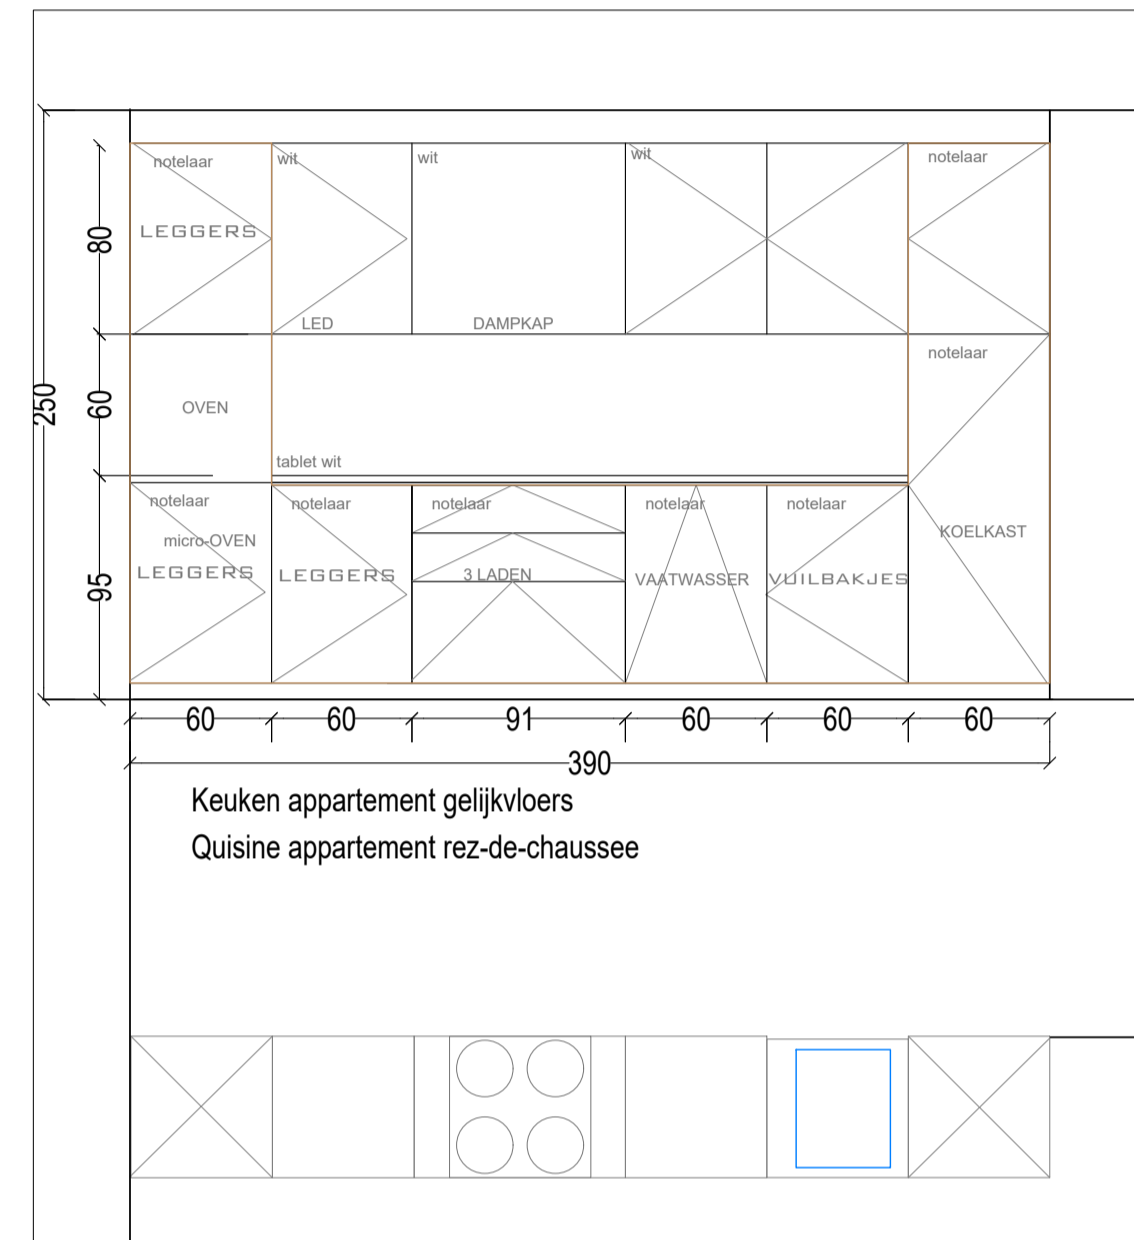 notelaar
wit
wit
wit
notelaar
LEGGERS
80
LED
DAMPKAP
notelaar
250
60
OVEN
tablet wit
notelaar
notelaar
notelaar
notelaar
notelaar
micro-OVEN
KOELKAST
LEGGERS
LEGGERS
3 LADEN
VAATWASSER
VUILBAKJES
95
60
60
91
60
60
60
390
Keuken appartement gelijkvloers
Quisine appartement rez-de-chaussee